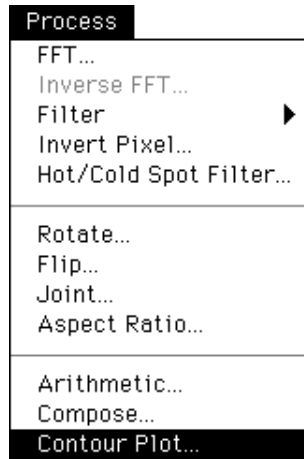 Process
FFT...
Inverse FFT...
Filter
Invert Pixel...
Hot/Cold Spot Filter...
Rotate...
Flip...
Joint...
Aspect Ratio...
Arithmetic...
Compose...
Contour Plot...